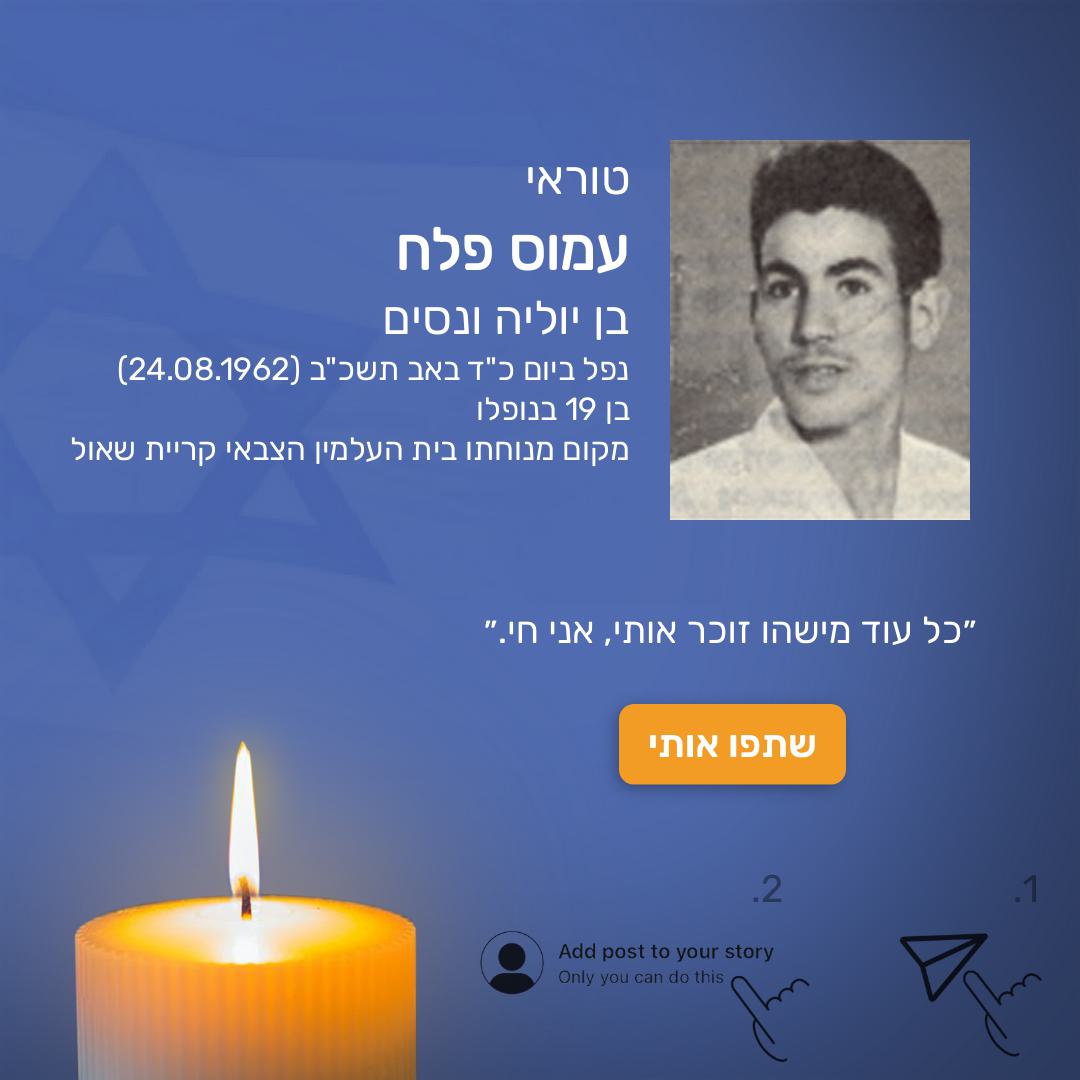 טוראי
עמוס פלח
בן יוליה ונסים
נפל ביום כ"ד באב תשכ"ב (24.08.1962)
בן 19 בנופלו
מקום מנוחתו בית העלמין הצבאי קריית שאול
״כל עוד מישהו זוכר אותי, אני חי.״
שתפו אותי
1.
2.
Add post to your story
Only you can do this